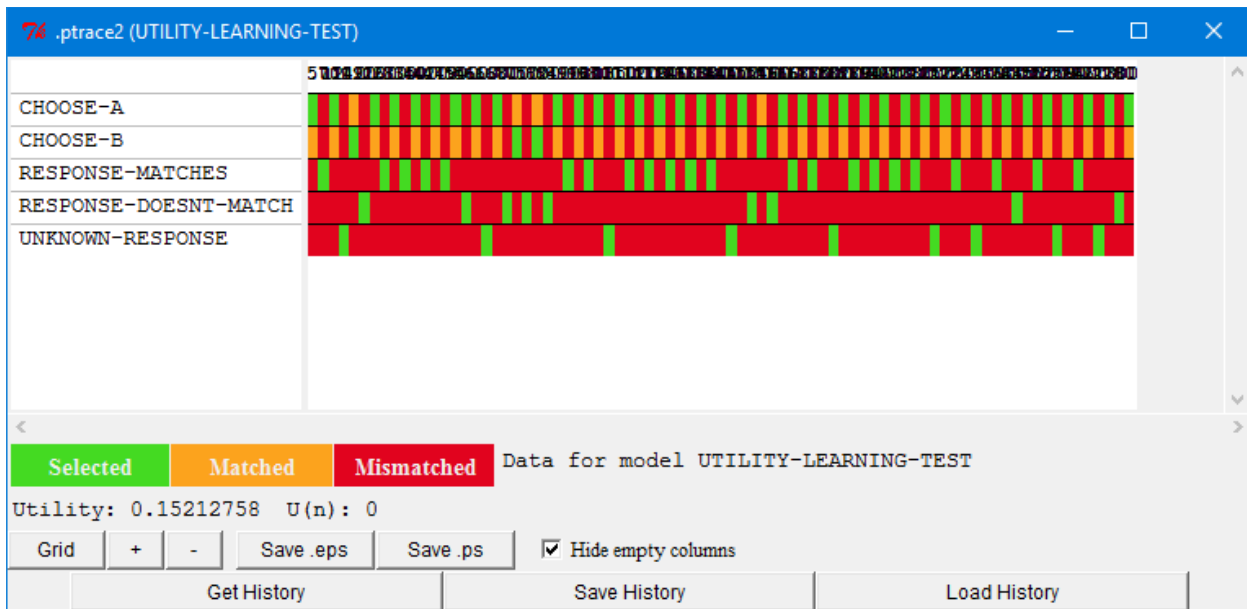 .ptrace2 (UTILITY-LEARNING-TEST)
CHOOSE-A
CHOOSE-B
RESPONSE-MATCHES
RESPONSE-DOESNT-MATCH
UNKNOWN-RESPONSE
Selected Matched Mismatched Data for model UTILITY-LEARNING-TEST
Utility: 0.15212758 U(n): 0
Grid + - Save .eps Save .ps Hide empty columns
Get History Save History Load History